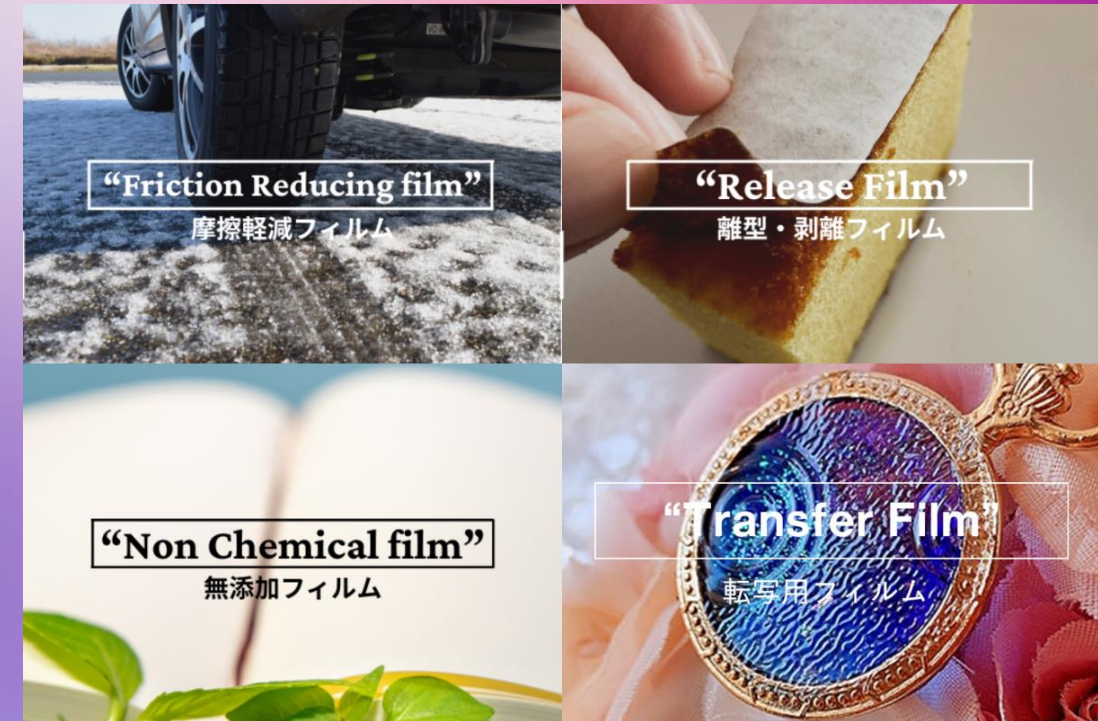 “Friction Reducing film”
摩擦軽減フィルム
“Release Film”
離型・剥離フィルム
“Non Chemical film”
無添加フィルム
“Transfer Film”
転写用フィルム